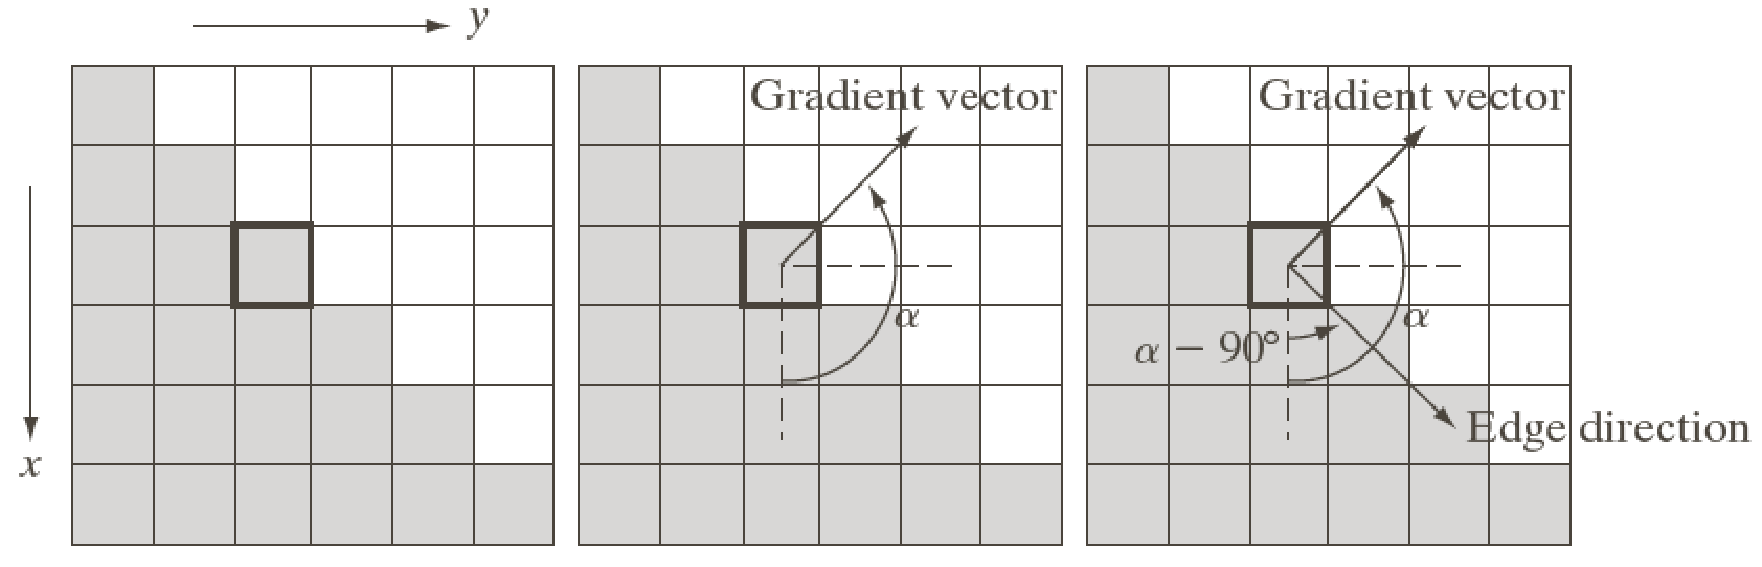 y
Gradient vector
Gradient vector
α
α
α − 90°
Edge direction
x